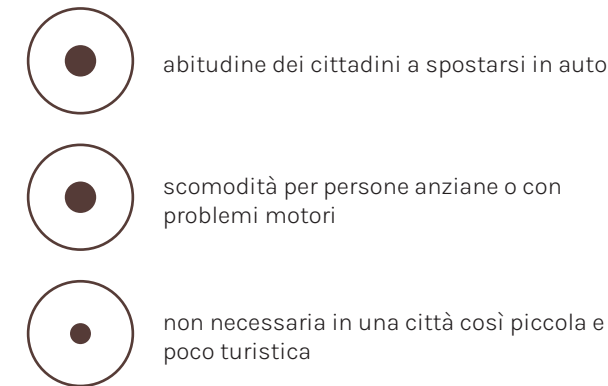 abitudine dei cittadini a spostarsi in auto
scomodità per persone anziane o con
problemi motori
non necessaria in una città così piccola e
poco turistica